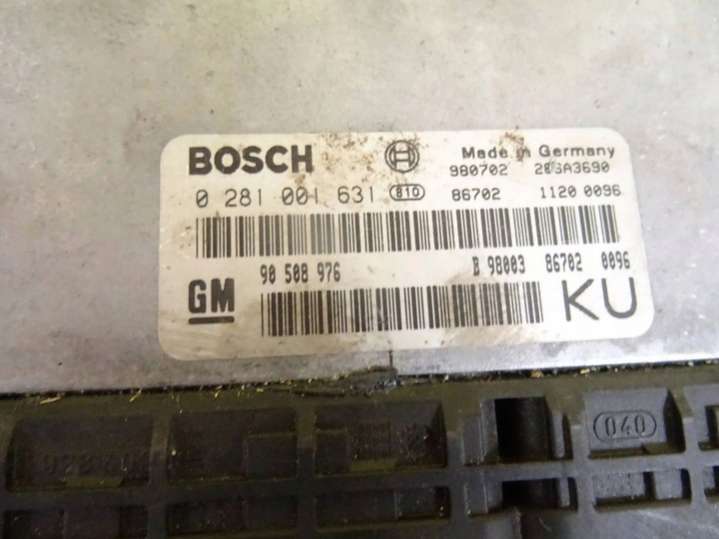 BOSCH
Made in Germany
980702 28SA3690
0 281 001 631 810 86702 1120 0096
90 508 976 B 98003 86702 0096
GM KU
040